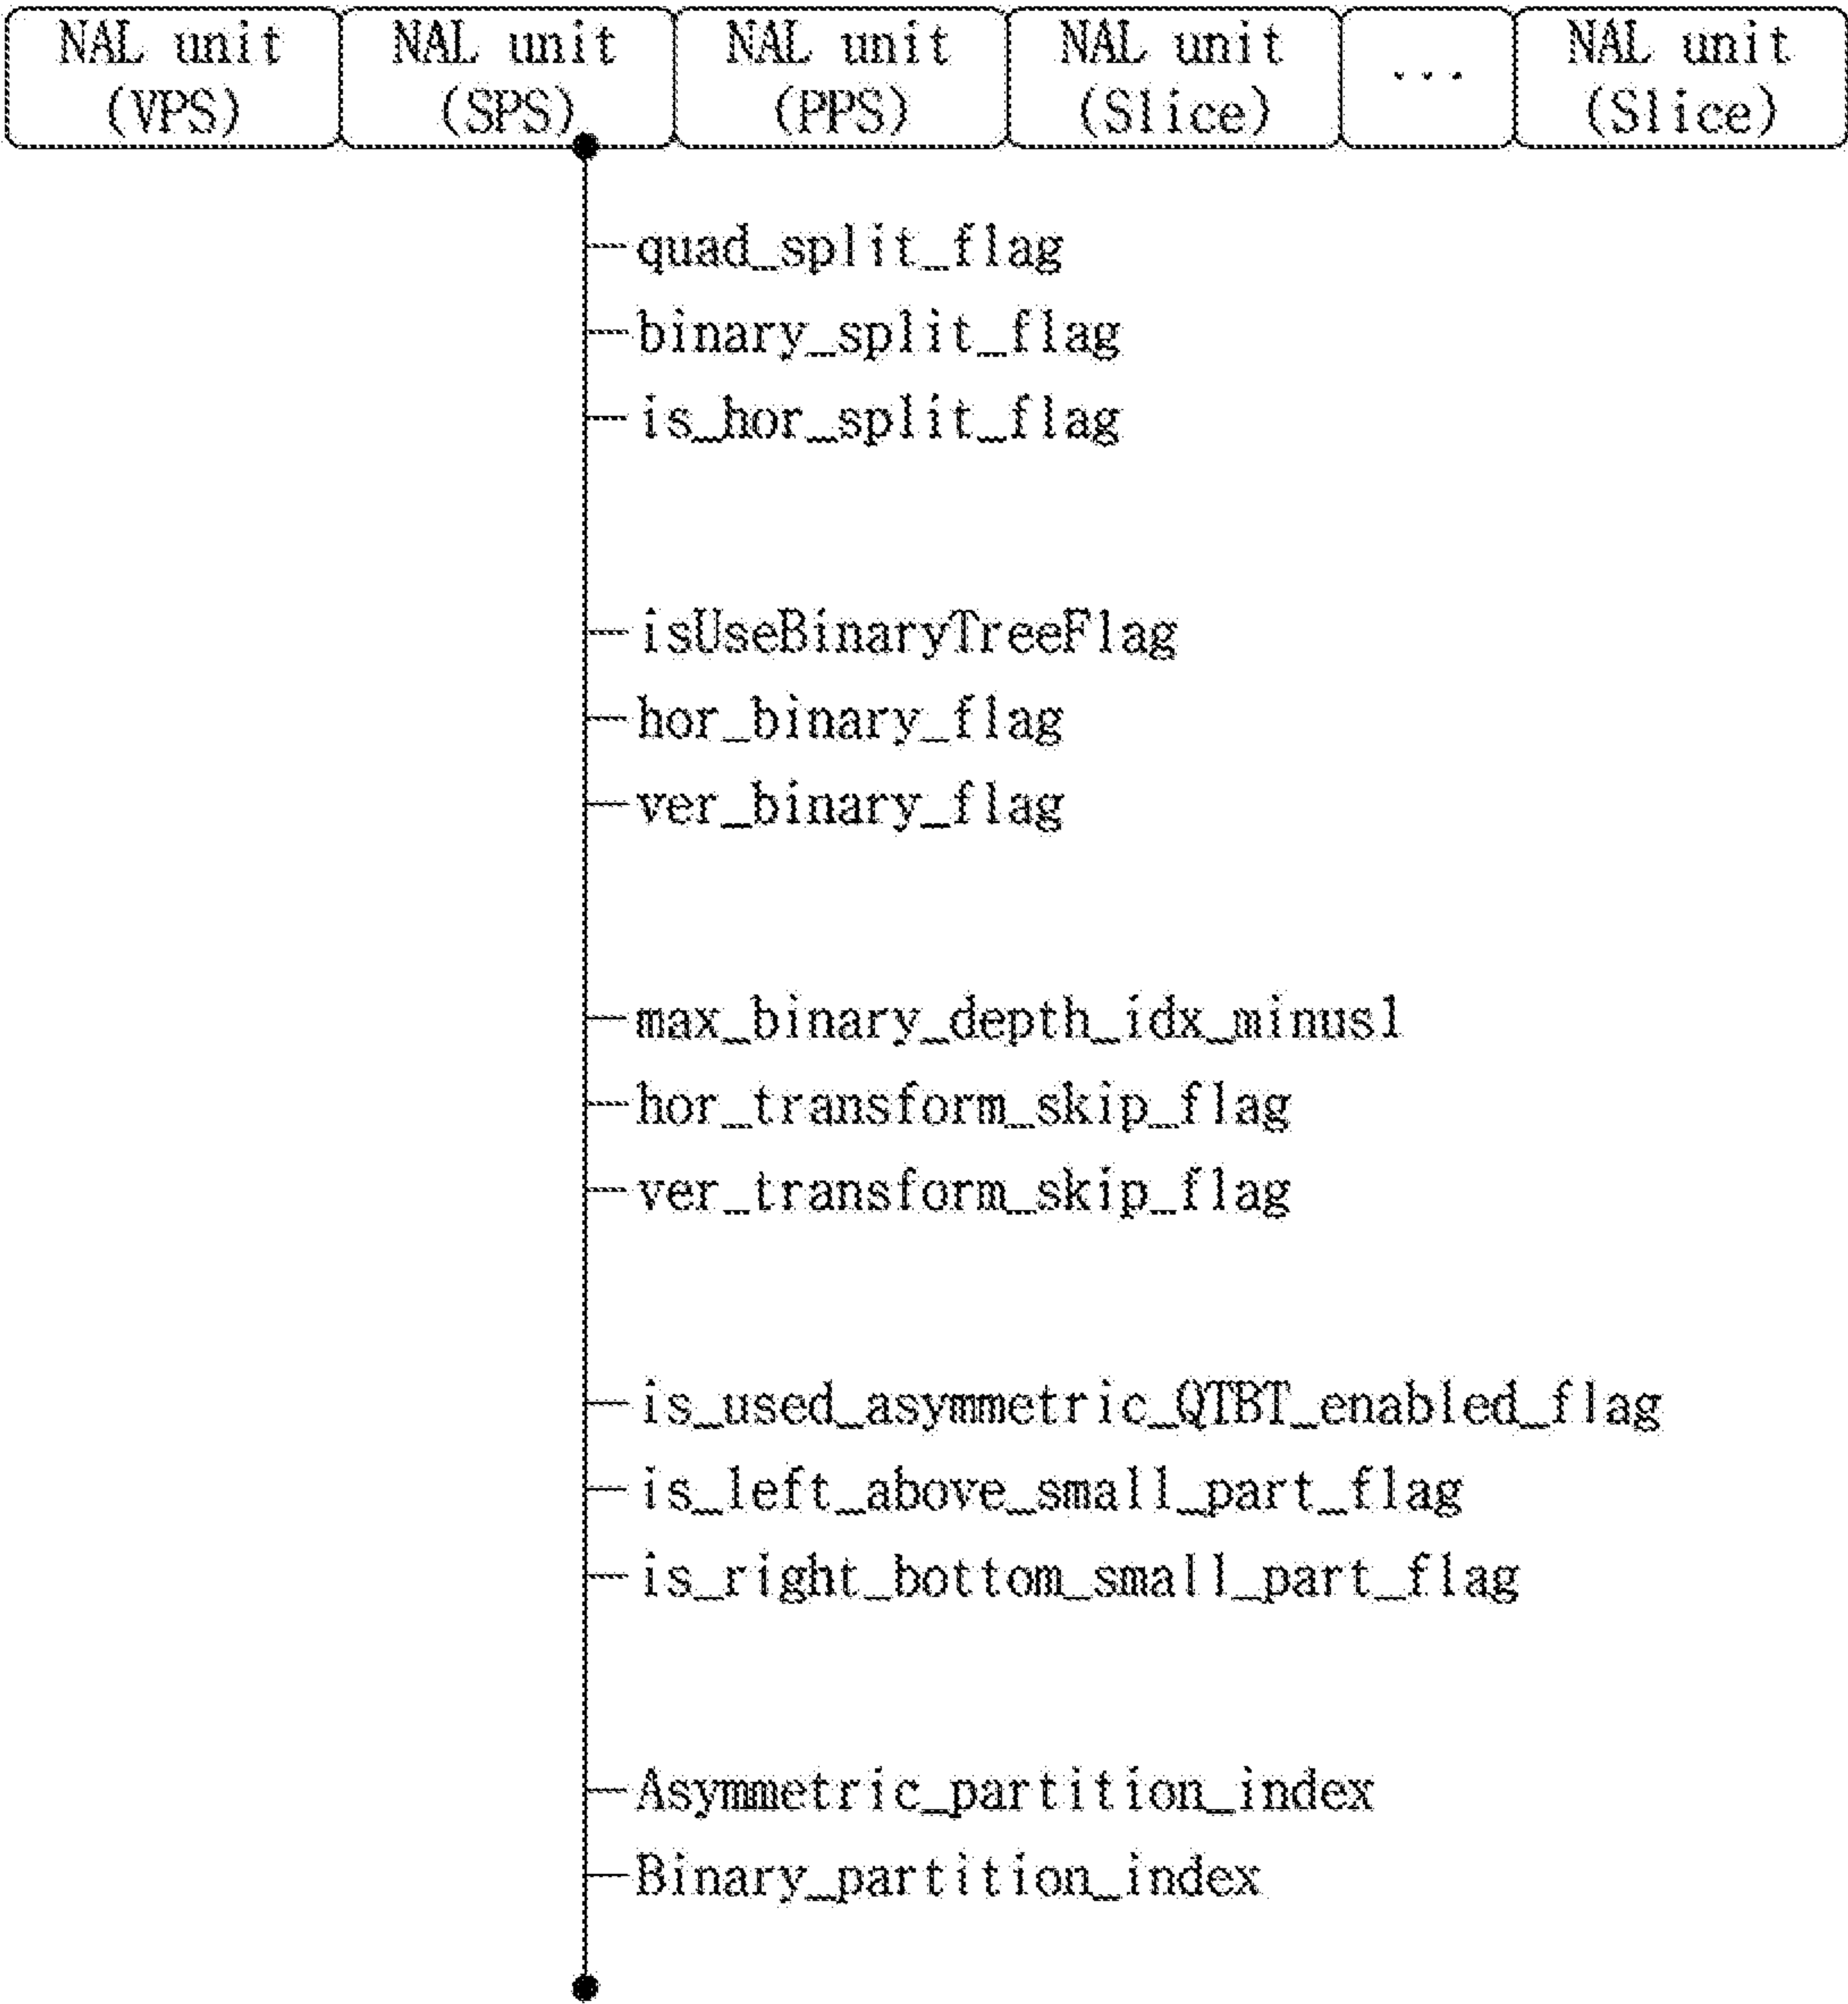 NAL unit NAL unit NAL unit NAL unit ... NAL unit
(VPS) (SPS) (PPS) (Slice) (Slice)
quad_split_flag
binary_split_flag
is_hor_split_flag
isUseBinaryTreeFlag
hor_binary_flag
ver_binary_flag
max_binary_depth_idx_minus1
hor_transform_skip_flag
ver_transform_skip_flag
is_used_asymmetric_QTBT_enabled_flag
is_left_above_small_part_flag
is_right_bottom_small_part_flag
Asymmetric_partition_index
Binary_partition_index